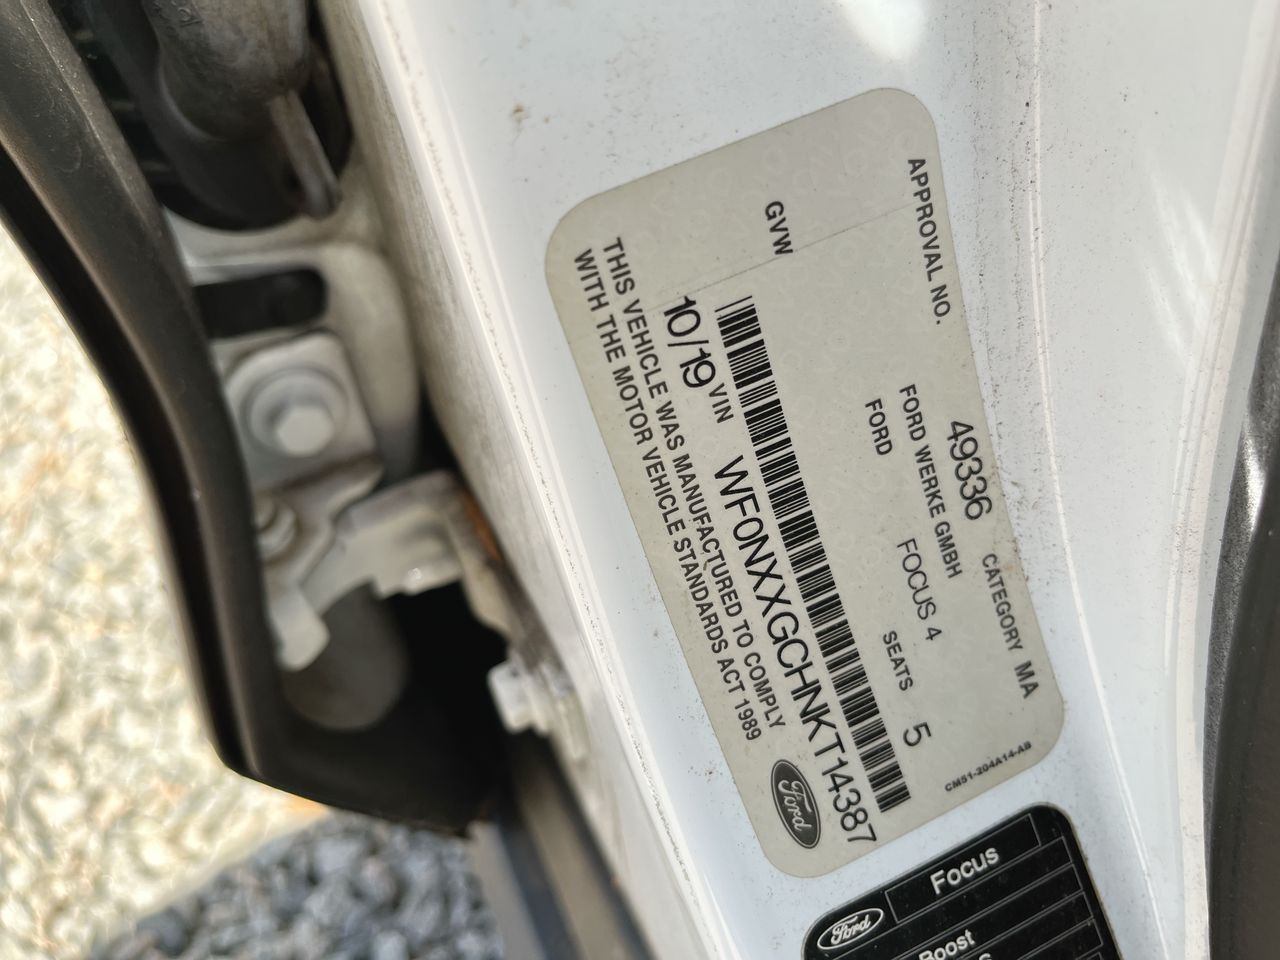 APPROVAL NO. 49336 CATEGORY MA
FORD WERKE GMBH
FORD FOCUS 4
GVW SEATS 5
10/19 VIN WF0NXXGCHNKT14387
THIS VEHICLE WAS MANUFACTURED TO COMPLY
WITH THE MOTOR VEHICLE STANDARDS ACT 1989
Ford
CMS1-204A14-AB
Ford
Focus
Boost